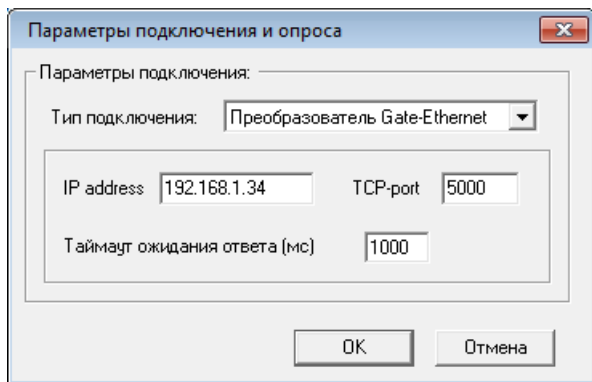 Параметры подключения и опроса
Параметры подключения:
Тип подключения: Преобразователь Gate-Ethernet
IP address 192.168.1.34 TCP-port 5000
Таймаут ожидания ответа (мс) 1000
OK Отмена